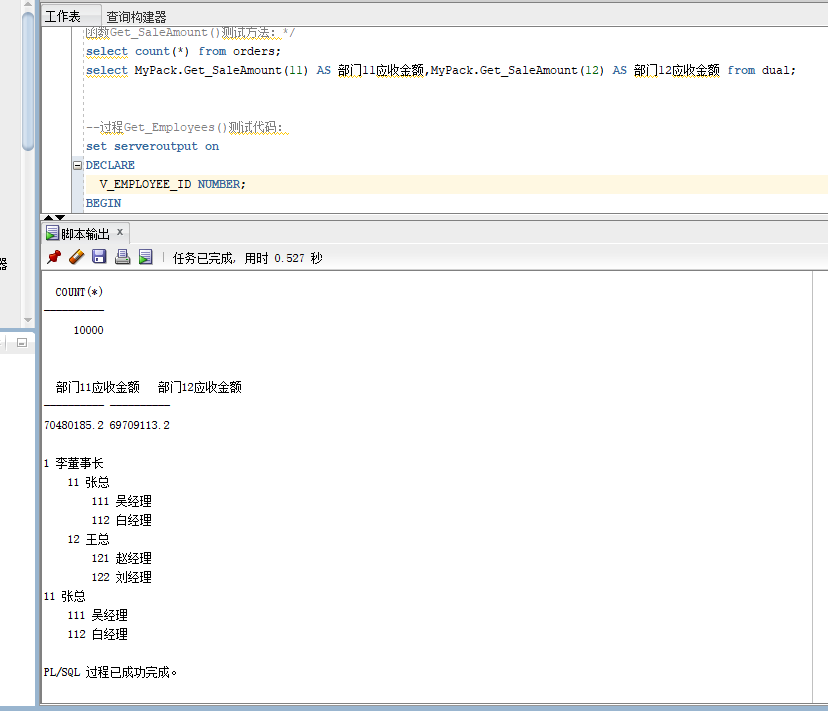 工作表 查询构建器
函数Get_SaleAmount()测试方法：*/
select count(*) from orders;
select MyPack.Get_SaleAmount(11) AS 部门11应收金额,MyPack.Get_SaleAmount(12) AS 部门12应收金额 from dual;
--过程Get_Employees()测试代码：
set serveroutput on
DECLARE
V_EMPLOYEE_ID NUMBER;
BEGIN
脚本输出 x
任务已完成, 用时 0.527 秒
器
COUNT(*)
----------
10000
部门11应收金额 部门12应收金额
---------- ----------
70480185.2 69709113.2
1 李董事长
11 张总
111 吴经理
112 白经理
12 王总
121 赵经理
122 刘经理
11 张总
111 吴经理
112 白经理
PL/SQL 过程已成功完成。